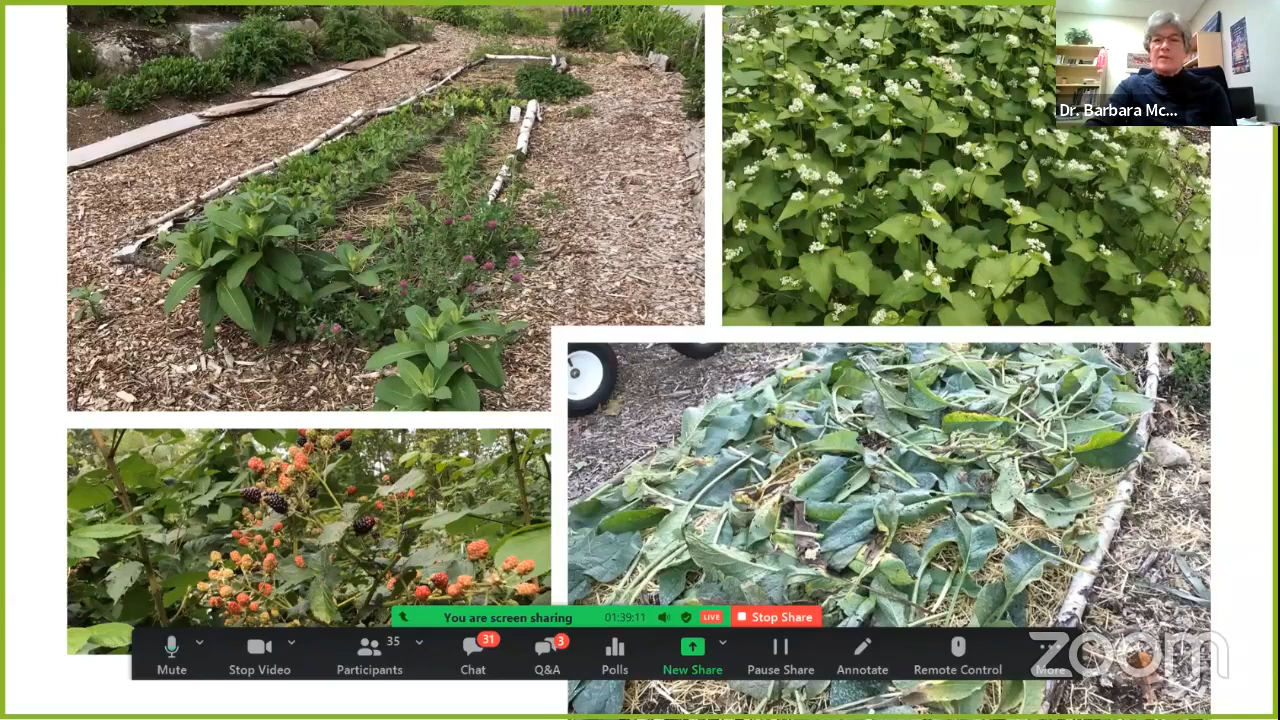 Dr. Barbara Mc...
You are screen sharing
01:39:11
LIVE
Stop Share
Mute
Stop Video
35
Participants
31
Chat
3
Q&A
Polls
New Share
Pause Share
Annotate
Remote Control
More
zoom